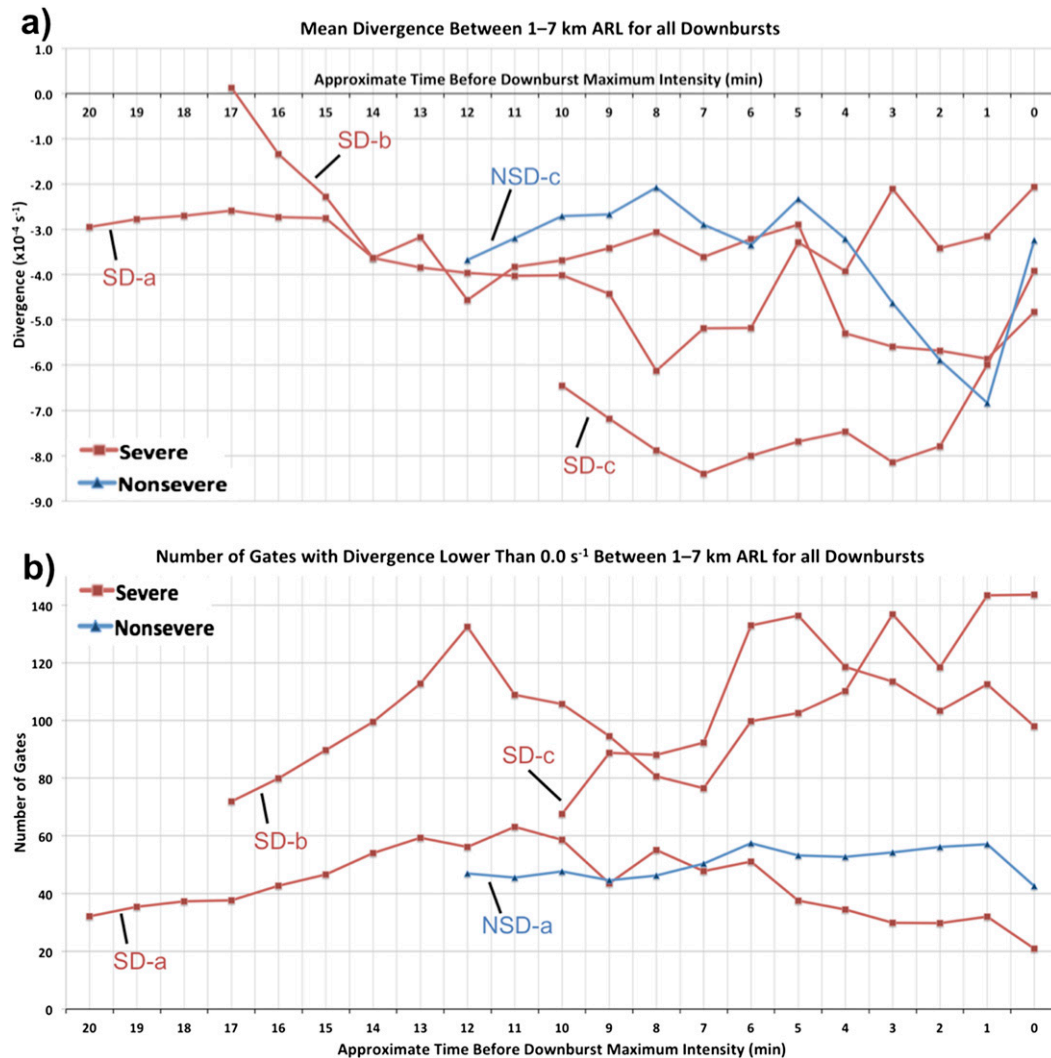 a)
Mean Divergence Between 1–7 km ARL for all Downbursts
1.0
Approximate Time Before Downburst Maximum Intensity (min)
0.0
20 19 18 17 16 15 14 13 12 11 10 9 8 7 6 5 4 3 2 1 0
-1.0
SD-b
NSD-c
-2.0
-3.0
SD-a
-4.0
-5.0
-6.0
-7.0
SD-c
-8.0
-9.0
Divergence (x10⁻⁴ s⁻¹)
Severe
Nonsevere
b)
Number of Gates with Divergence Lower Than 0.0 s⁻¹ Between 1–7 km ARL for all Downbursts
Severe
Nonsevere
140
120
100
80
60
40
20
0
Number of Gates
SD-c
SD-b
NSD-a
SD-a
20 19 18 17 16 15 14 13 12 11 10 9 8 7 6 5 4 3 2 1 0
Approximate Time Before Downburst Maximum Intensity (min)